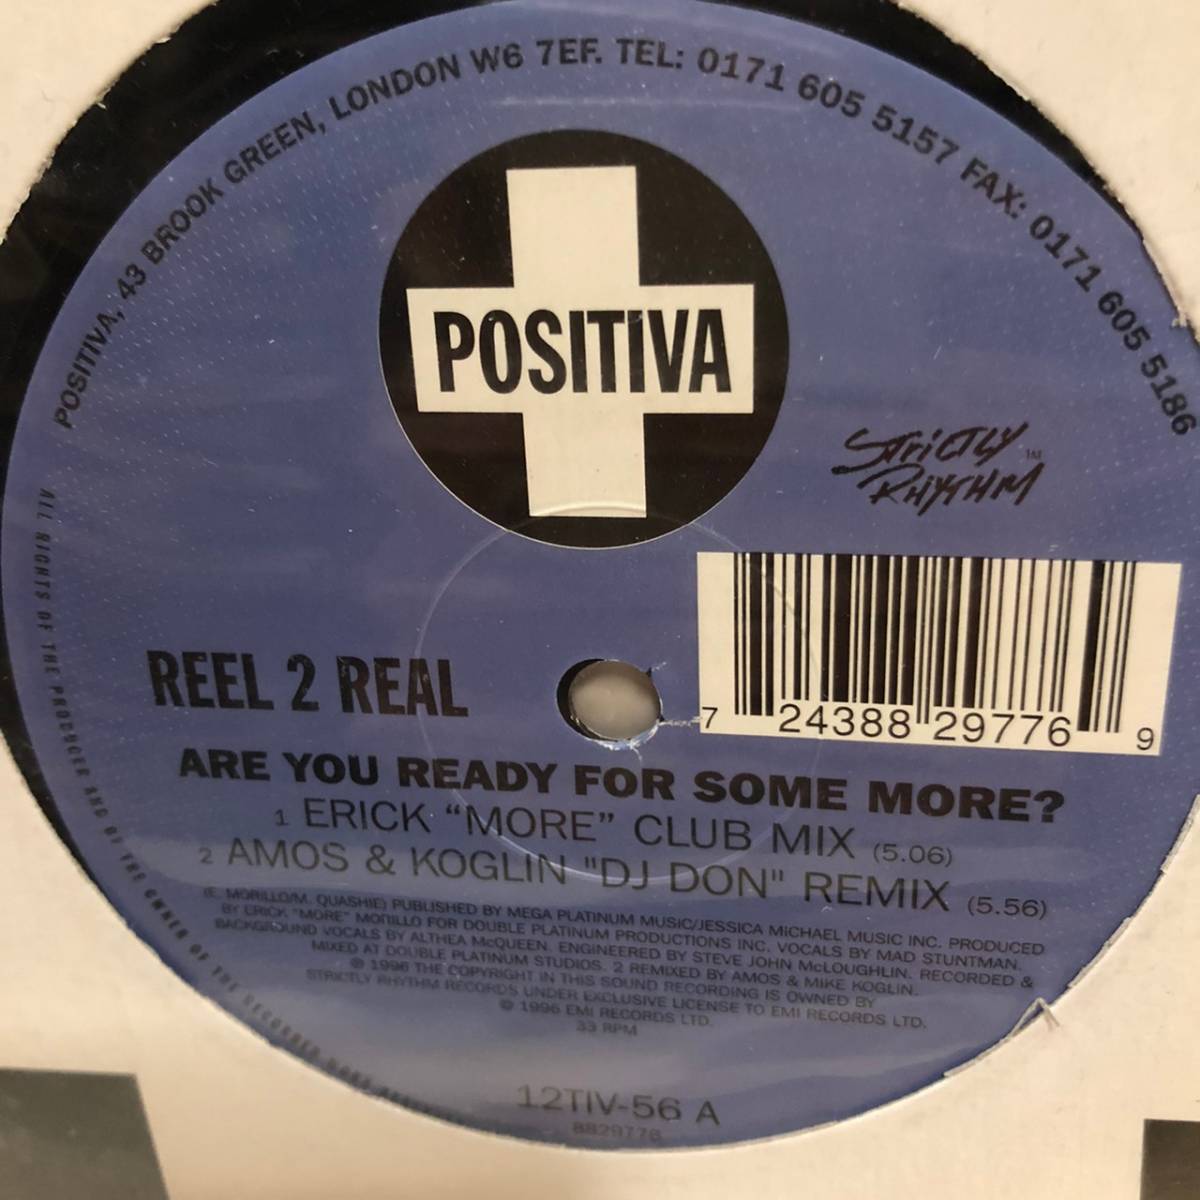 POSITIVA, 43 BROOK GREEN, LONDON W6 7EF. TEL: 0171 605 5157 FAX: 0171 605 5186
POSITIVA
STRICTLY
RHYTHM ™
7 24388 29776 9
REEL 2 REAL
ARE YOU READY FOR SOME MORE?
1 ERICK “MORE” CLUB MIX (5.06)
2 AMOS & KOGLIN "DJ DON" REMIX (5.56)
(E. MORILLO/M. QUASHIE) PUBLISHED BY MEGA PLATINUM MUSIC/JESSICA MICHAEL MUSIC INC. PRODUCED
BY ERICK "MORE" MORILLO FOR DOUBLE PLATINUM PRODUCTIONS INC. VOCALS BY MAD STUNTMAN.
BACKGROUND VOCALS BY ALTHEA McQUEEN. ENGINEERED BY STEVE JOHN McLOUGHLIN. RECORDED &
MIXED AT DOUBLE PLATINUM STUDIOS. 2 REMIXED BY AMOS & MIKE KOGLIN.
℗ 1996 THE COPYRIGHT IN THIS SOUND RECORDING IS OWNED BY
STRICTLY RHYTHM RECORDS UNDER EXCLUSIVE LICENSE TO EMI RECORDS LTD.
© 1996 EMI RECORDS LTD.
33 RPM
12TIV-56 A
8829776
ALL RIGHTS OF THE PRODUCER AND OF THE OWNER OF THE RECORDED WORK